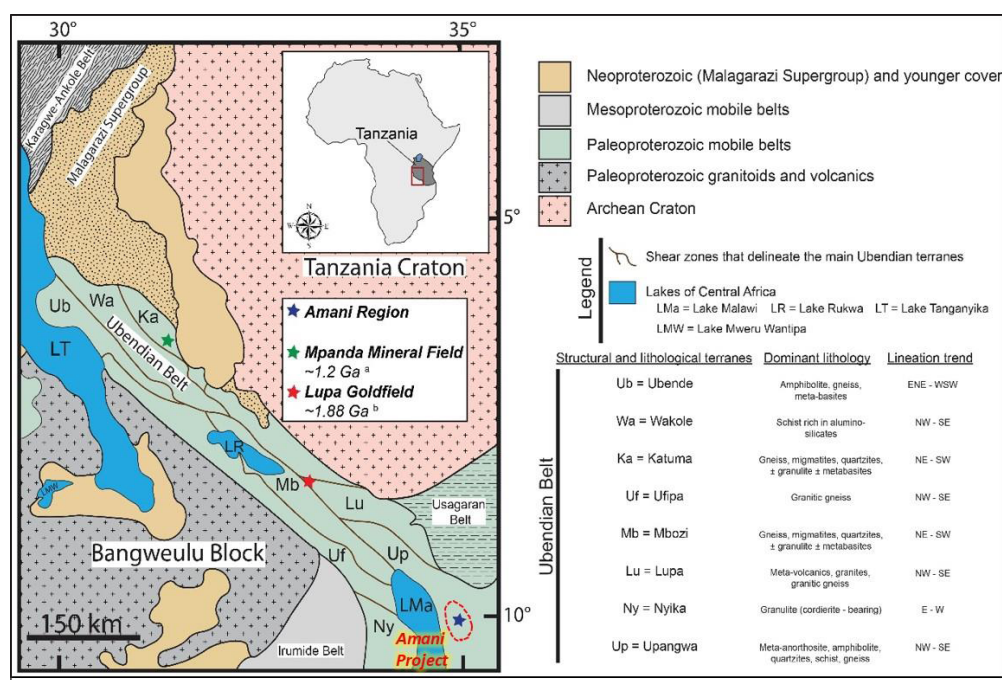 30°
35°
Karagwe-Ankole Belt
Malagarazi Supergroup
Tanzania
N
E
S
W
5°
Tanzania Craton
Amani Region
Mpanda Mineral Field
~1.2 Ga a
Lupa Goldfield
~1.88 Ga b
Ub
Wa
Ka
Ubendian Belt
LT
LR
Mb
Lu
Usagaran
Belt
LMW
Uf
Up
Bangweulu Block
LMa
Ny
10°
150 km
Irumide Belt
Amani
Project
Neoproterozoic (Malagarazi Supergroup) and younger cover
Mesoproterozoic mobile belts
Paleoproterozoic mobile belts
Paleoproterozoic granitoids and volcanics
Archean Craton
Legend
Shear zones that delineate the main Ubendian terranes
Lakes of Central Africa
LMa = Lake Malawi LR = Lake Rukwa LT = Lake Tanganyika
LMW = Lake Mweru Wantipa
Structural and lithological terranes Dominant lithology Lineation trend
Ubendian Belt
Ub = Ubende Amphibolite, gneiss, ENE - WSW
meta-basites
Wa = Wakole Schist rich in alumino- NW - SE
silicates
Ka = Katuma Gneiss, migmatites, quartzites, NE - SW
± granulite ± metabasites
Uf = Ufipa Granitic gneiss NW - SE
Mb = Mbozi Gneiss, migmatites, quartzites, NE - SW
± granulite ± metabasites
Lu = Lupa Meta-volcanics, granites, NW - SE
granitic gneiss
Ny = Nyika Granulite (cordierite - bearing) E - W
Up = Upangwa Meta-anorthosite, amphibolite, NW - SE
quartzites, schist, gneiss